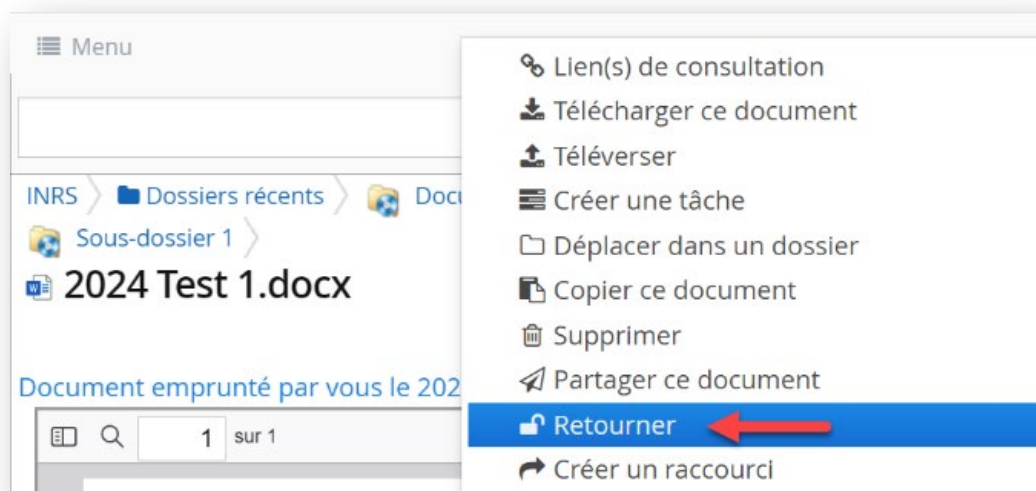 Menu
INRS Dossiers récents
Sous-dossier 1
2024 Test 1.docx
Document emprunté par vous le
1 sur 1
Lien(s) de consultation
Télécharger ce document
Téléverser
Créer une tâche
Déplacer dans un dossier
Copier ce document
Supprimer
Partager ce document
Retourner
Créer un raccourci